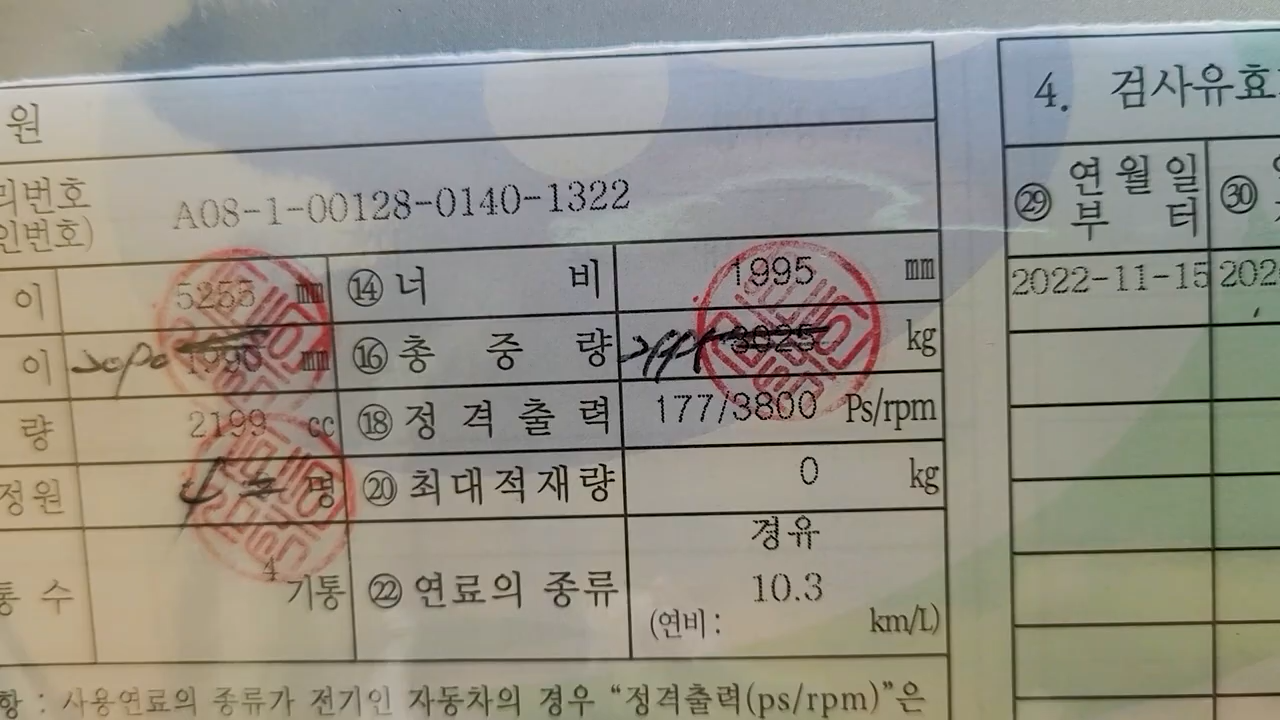 원
4. 검사유효
리번호
인번호)
A08-1-00128-0140-1322
㉙ 연월일
부 터
㉚
이 5255 mm ⑭ 너 비 1995 mm
2022-11-15 202
이 1990 mm ⑯ 총 중 량 3025 kg
량 2199 cc ⑱ 정 격 출 력 177/3800 Ps/rpm
정원 명 ⑳ 최대적재량 0 kg
통 수 4 기통 ㉒ 연료의 종류 경유
10.3
(연비 : km/L)
항 : 사용연료의 종류가 전기인 자동차의 경우 “정격출력(ps/rpm)”은